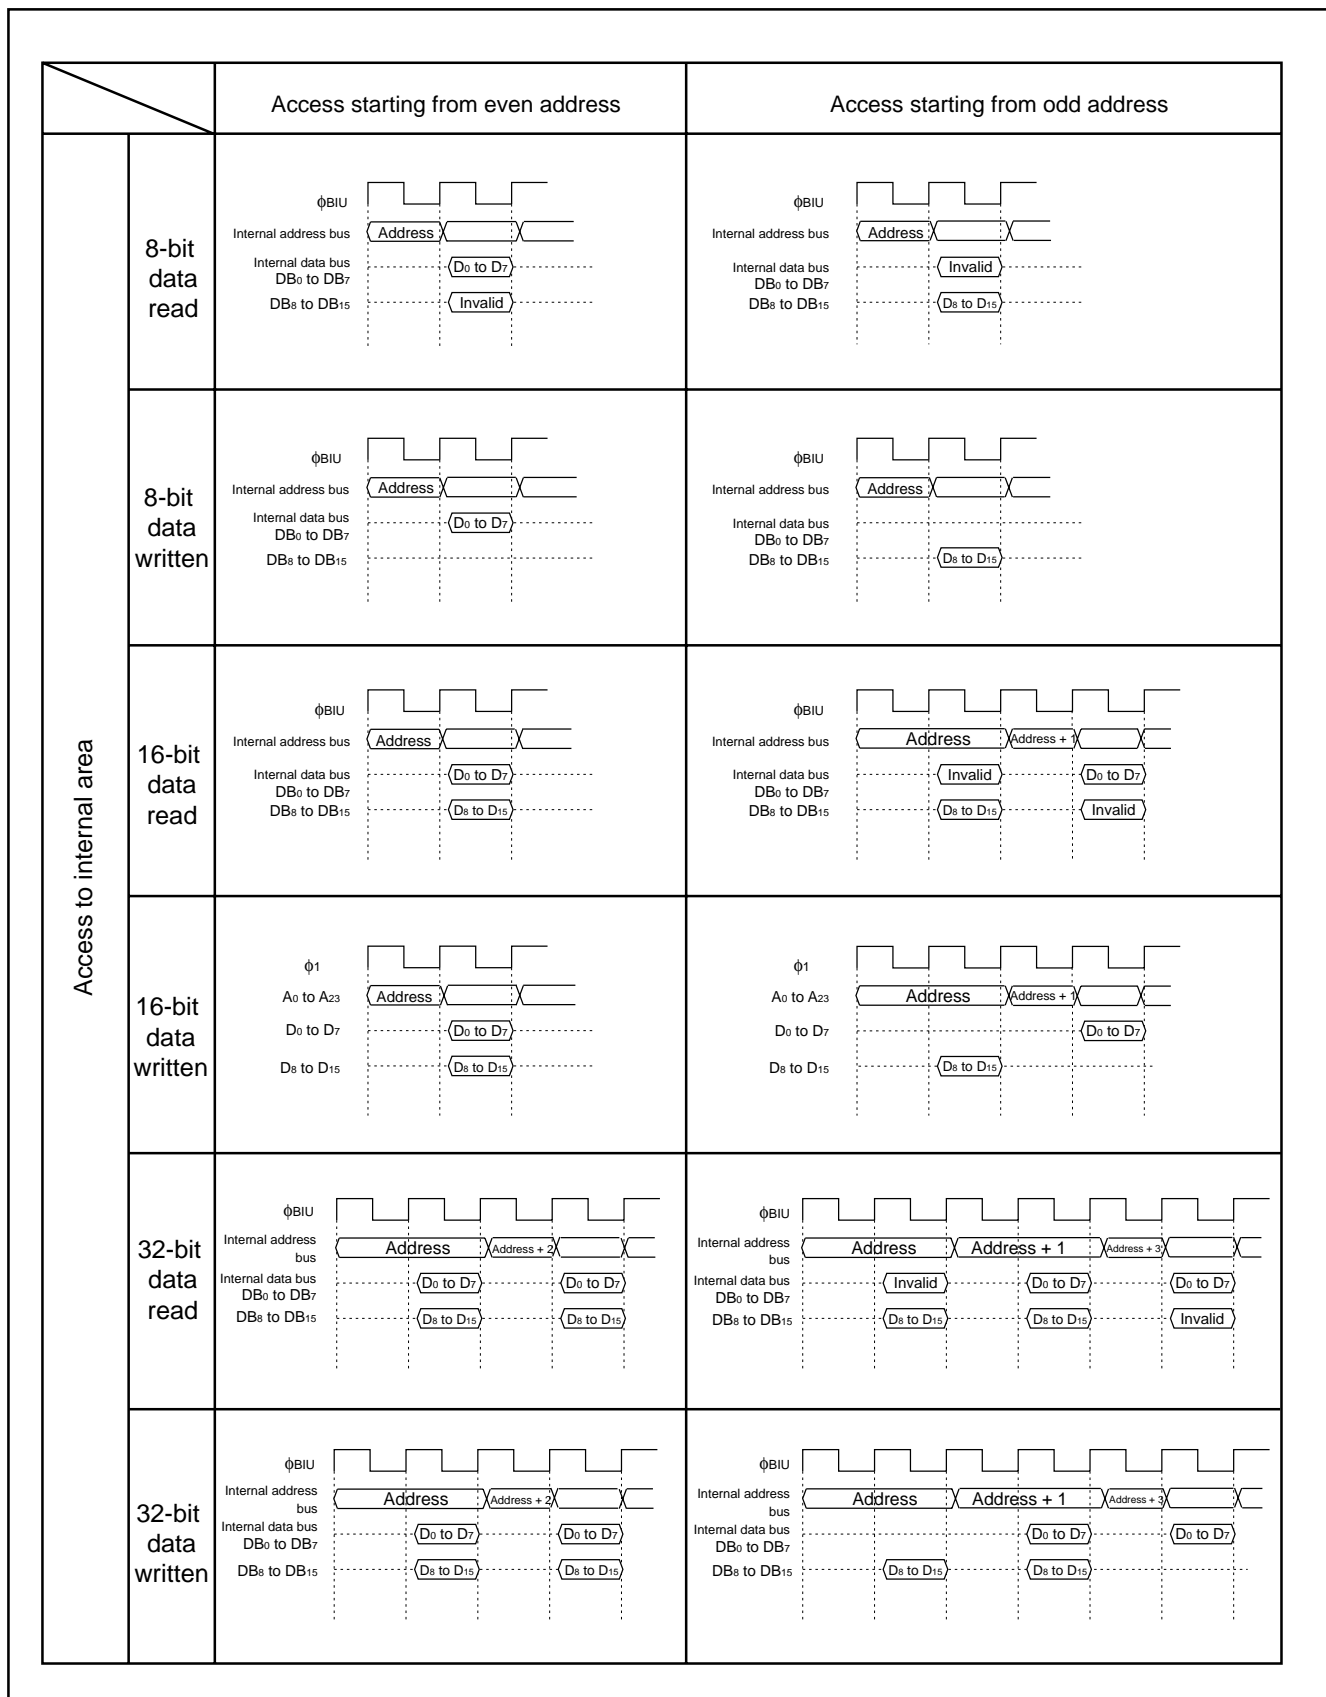 Access starting from even address
Access starting from odd address
Access to internal area
8-bit
data
read
ϕBIU
Internal address bus
Address
Internal data bus
DB0 to DB7
D0 to D7
DB8 to DB15
Invalid
ϕBIU
Internal address bus
Address
Internal data bus
DB0 to DB7
Invalid
DB8 to DB15
D8 to D15
8-bit
data
written
ϕBIU
Internal address bus
Address
Internal data bus
DB0 to DB7
D0 to D7
DB8 to DB15
ϕBIU
Internal address bus
Address
Internal data bus
DB0 to DB7
DB8 to DB15
D8 to D15
16-bit
data
read
ϕBIU
Internal address bus
Address
Internal data bus
DB0 to DB7
D0 to D7
DB8 to DB15
D8 to D15
ϕBIU
Internal address bus
Address
Address + 1
Internal data bus
DB0 to DB7
Invalid
D0 to D7
DB8 to DB15
D8 to D15
Invalid
16-bit
data
written
ϕ1
A0 to A23
Address
D0 to D7
D0 to D7
D8 to D15
D8 to D15
ϕ1
A0 to A23
Address
Address + 1
D0 to D7
D0 to D7
D8 to D15
D8 to D15
32-bit
data
read
ϕBIU
Internal address
bus
Address
Address + 2
Internal data bus
DB0 to DB7
D0 to D7
D0 to D7
DB8 to DB15
D8 to D15
D8 to D15
ϕBIU
Internal address
bus
Address
Address + 1
Address + 3
Internal data bus
DB0 to DB7
Invalid
D0 to D7
D0 to D7
DB8 to DB15
D8 to D15
D8 to D15
Invalid
32-bit
data
written
ϕBIU
Internal address
bus
Address
Address + 2
Internal data bus
DB0 to DB7
D0 to D7
D0 to D7
DB8 to DB15
D8 to D15
D8 to D15
ϕBIU
Internal address
bus
Address
Address + 1
Address + 3
Internal data bus
DB0 to DB7
D0 to D7
D0 to D7
DB8 to DB15
D8 to D15
D8 to D15